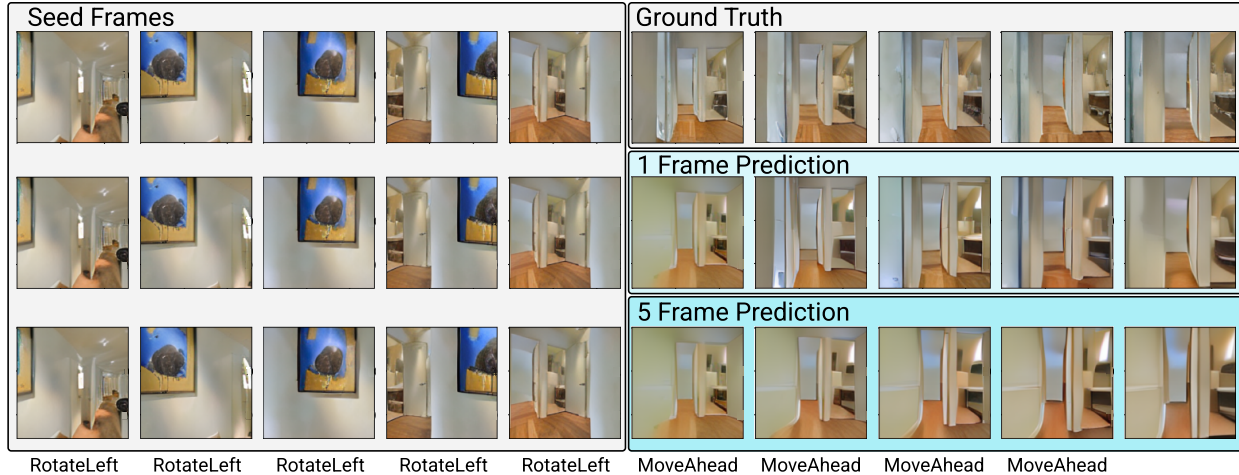 Seed Frames
Ground Truth
1 Frame Prediction
5 Frame Prediction
RotateLeft RotateLeft RotateLeft RotateLeft RotateLeft MoveAhead MoveAhead MoveAhead MoveAhead